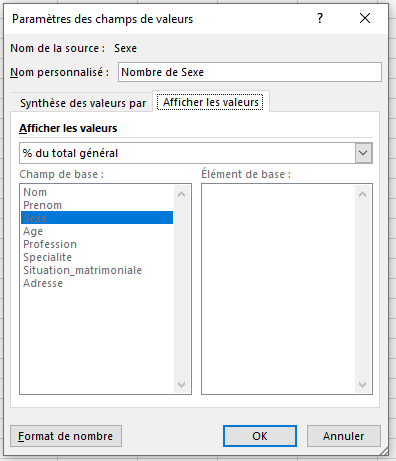 Paramètres des champs de valeurs ? ×
Nom de la source : Sexe
Nom personnalisé : Nombre de Sexe
Synthèse des valeurs par Afficher les valeurs
Afficher les valeurs
% du total général
Champ de base : Élément de base :
Nom
Prenom
Sexe
Age
Profession
Specialite
Situation_matrimoniale
Adresse
Format de nombre OK Annuler